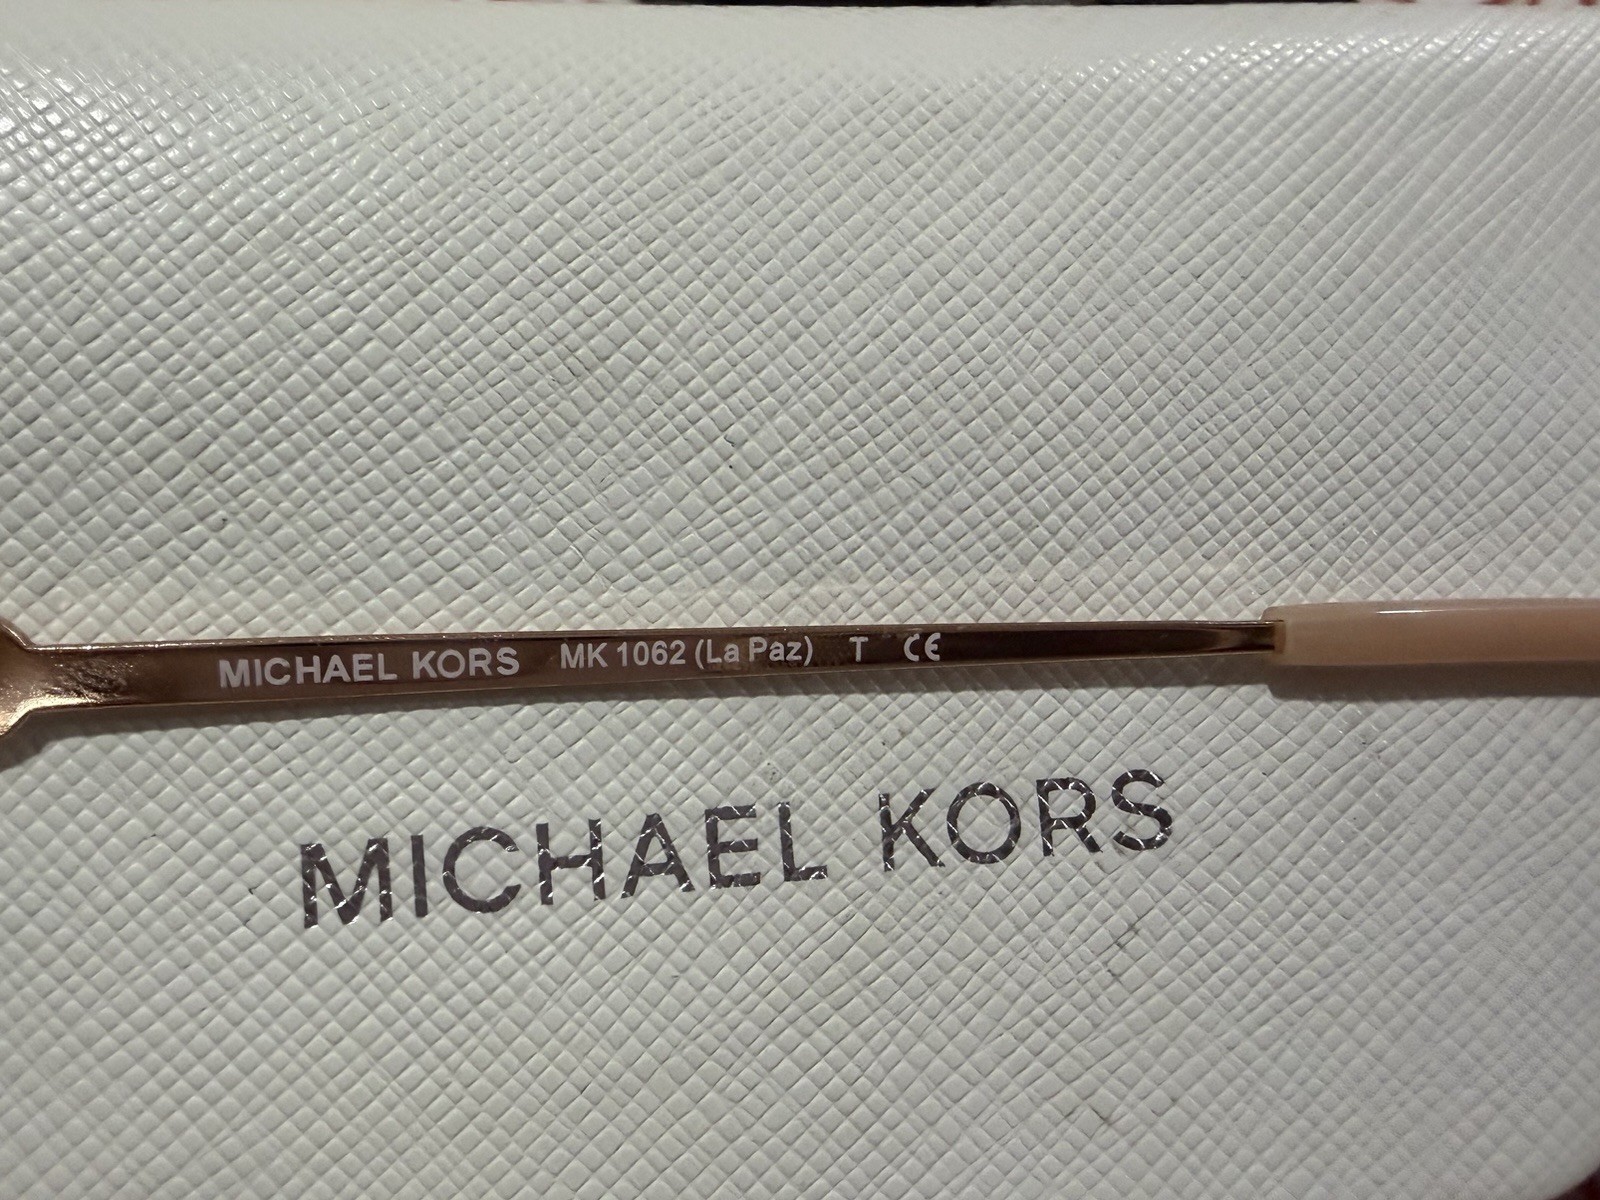 MICHAEL KORS MK 1062 (La Paz) T CE
MICHAEL KORS